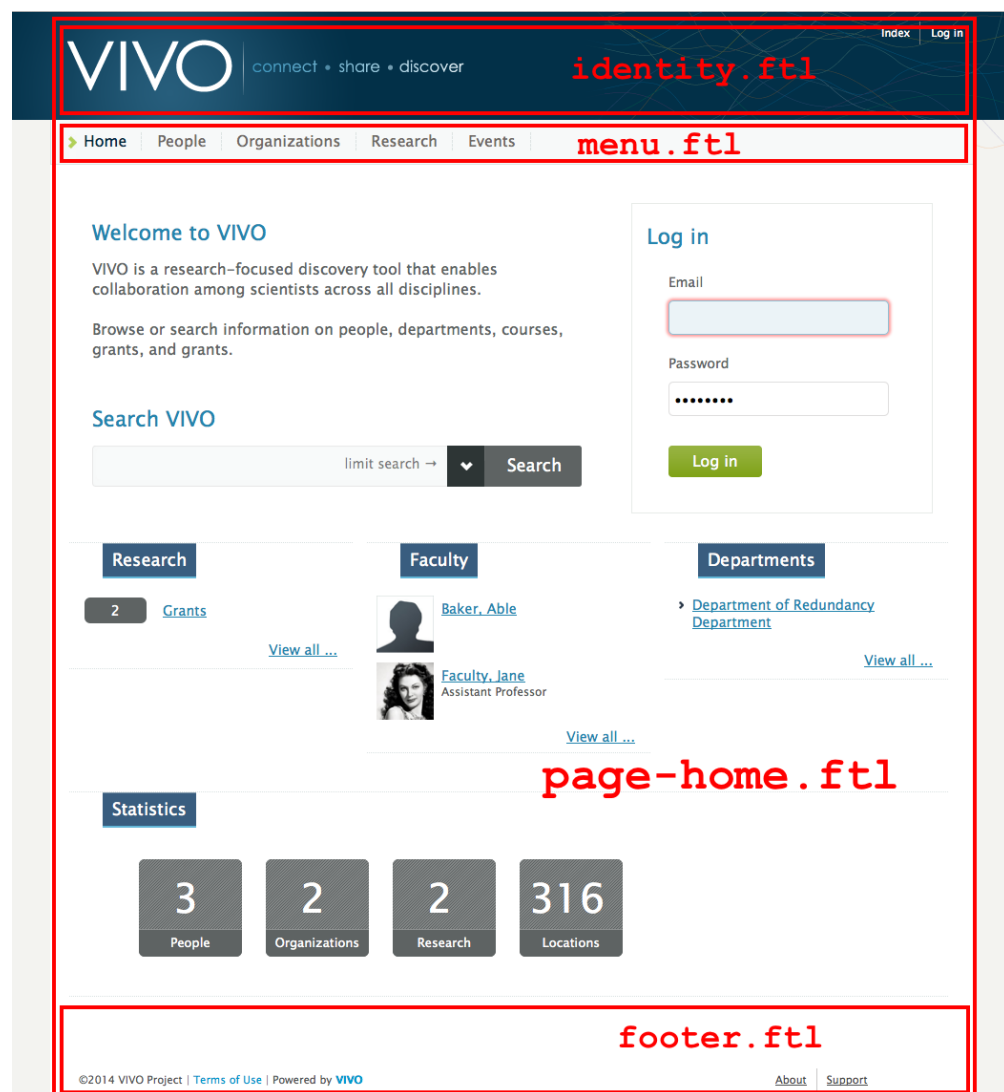 Index Log in
VIVO connect • share • discover
identity.ftl
Home People Organizations Research Events
menu.ftl
Welcome to VIVO
VIVO is a research-focused discovery tool that enables
collaboration among scientists across all disciplines.
Browse or search information on people, departments, courses,
grants, and grants.
Search VIVO
limit search → Search
Log in
Email
Password
••••••••
Log in
Research
2 Grants
View all ...
Faculty
Baker, Able
Faculty, Jane
Assistant Professor
View all ...
Departments
Department of Redundancy
Department
View all ...
page-home.ftl
Statistics
3 People
2 Organizations
2 Research
316 Locations
footer.ftl
©2014 VIVO Project | Terms of Use | Powered by VIVO
About Support